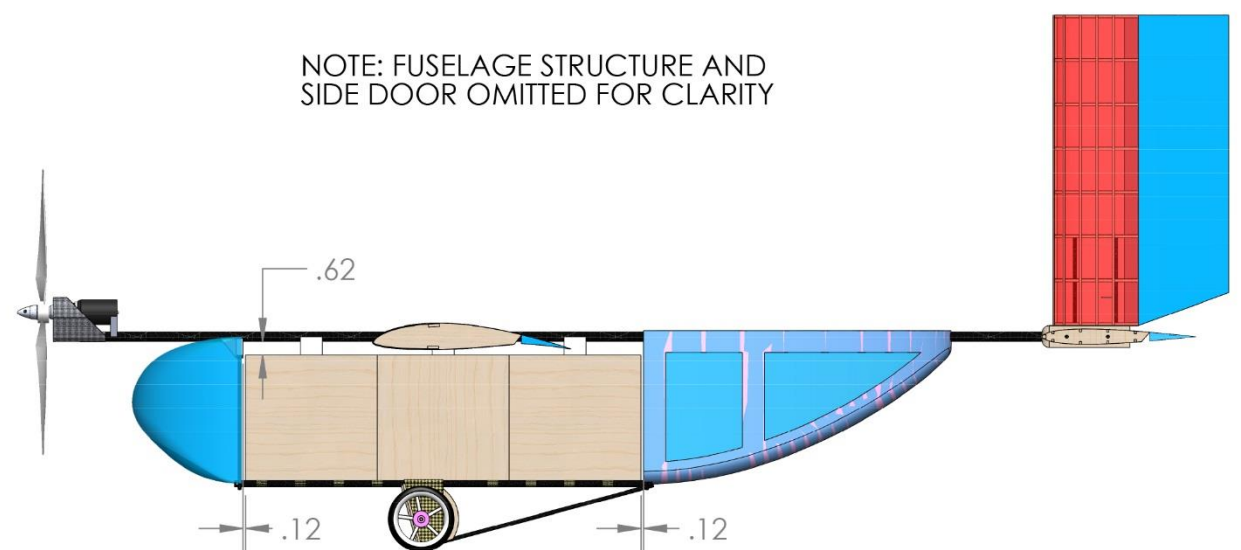 NOTE: FUSELAGE STRUCTURE AND
SIDE DOOR OMITTED FOR CLARITY
.62
.12
.12